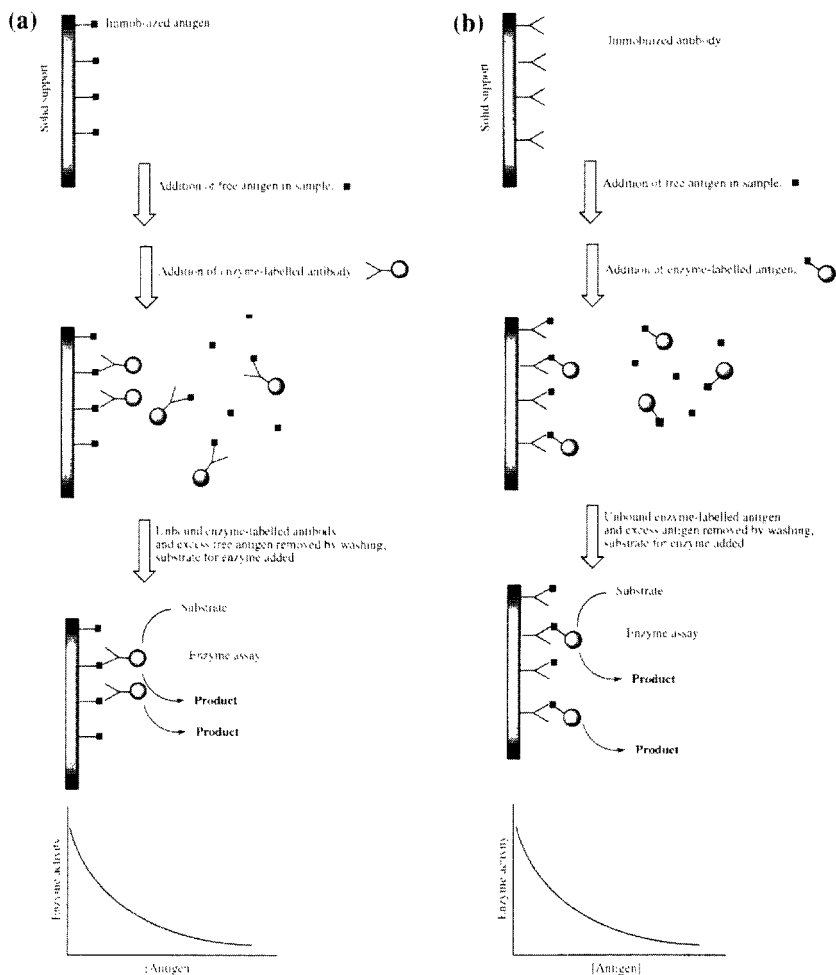 (a)
Immobilized antigen
Solid support
Addition of free antigen in sample,
Addition of enzyme-labelled antibody
Unbound enzyme-labelled antibody
and excess free antigen removed by washing,
substrate for enzyme added
Substrate
Enzyme assay
Product
Product
Enzyme activity
[Antigen]
(b)
Immobilized antibody
Solid support
Addition of free antigen in sample,
Addition of enzyme-labelled antigen,
Unbound enzyme-labelled antigen
and excess antigen removed by washing,
substrate for enzyme added
Substrate
Enzyme assay
Product
Product
Enzyme activity
[Antigen]